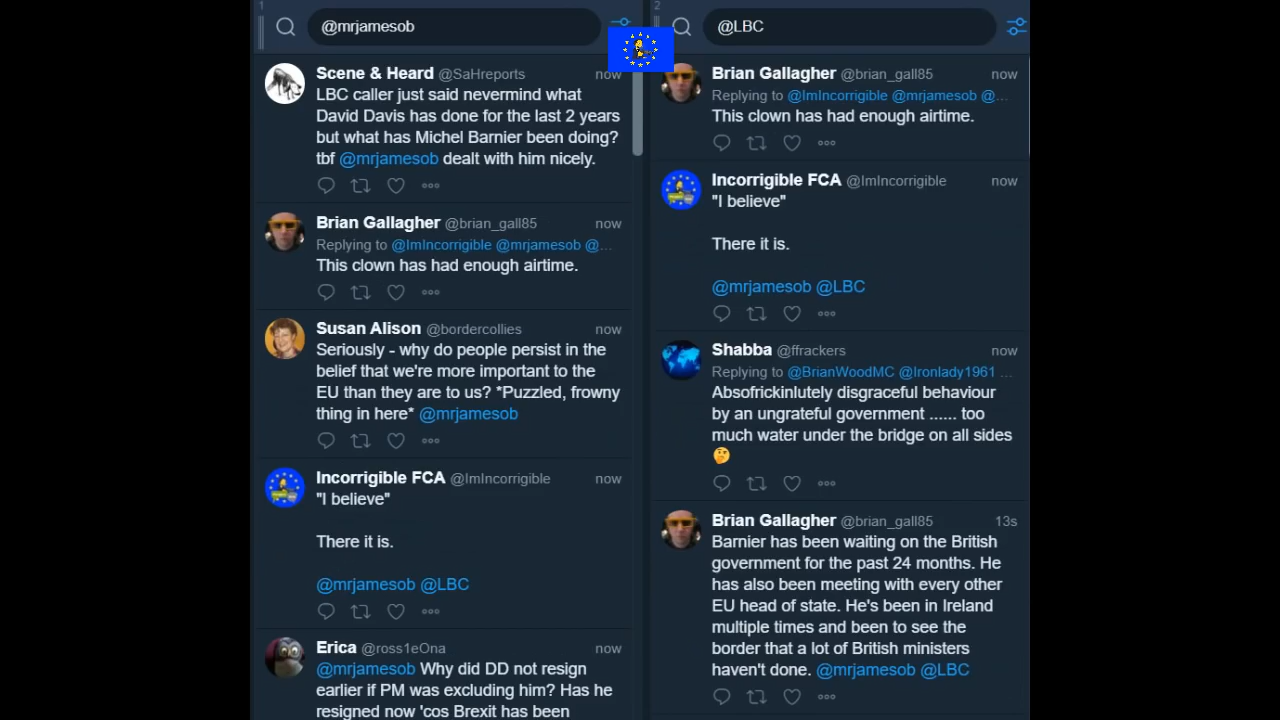 1
@mrjamesob
Scene & Heard @SaHreports now
LBC caller just said nevermind what
David Davis has done for the last 2 years
but what has Michel Barnier been doing?
tbf @mrjamesob dealt with him nicely.
Brian Gallagher @brian_gall85 now
Replying to @ImIncorrigible @mrjamesob @...
This clown has had enough airtime.
Susan Alison @bordercollies now
Seriously - why do people persist in the
belief that we're more important to the
EU than they are to us? *Puzzled, frowny
thing in here* @mrjamesob
Incorrigible FCA @ImIncorrigible now
"I believe"
There it is.
@mrjamesob @LBC
Erica @ross1eOna now
@mrjamesob Why did DD not resign
earlier if PM was excluding him? Has he
resigned now 'cos Brexit has been
2
@LBC
Brian Gallagher @brian_gall85 now
Replying to @ImIncorrigible @mrjamesob @...
This clown has had enough airtime.
Incorrigible FCA @ImIncorrigible now
"I believe"
There it is.
@mrjamesob @LBC
Shabba @ffrackers now
Replying to @BrianWoodMC @Ironlady1961 ...
Absofrickinlutely disgraceful behaviour
by an ungrateful government ...... too
much water under the bridge on all sides
🤔
Brian Gallagher @brian_gall85 13s
Barnier has been waiting on the British
government for the past 24 months. He
has also been meeting with every other
EU head of state. He's been in Ireland
multiple times and been to see the
border that a lot of British ministers
haven't done. @mrjamesob @LBC